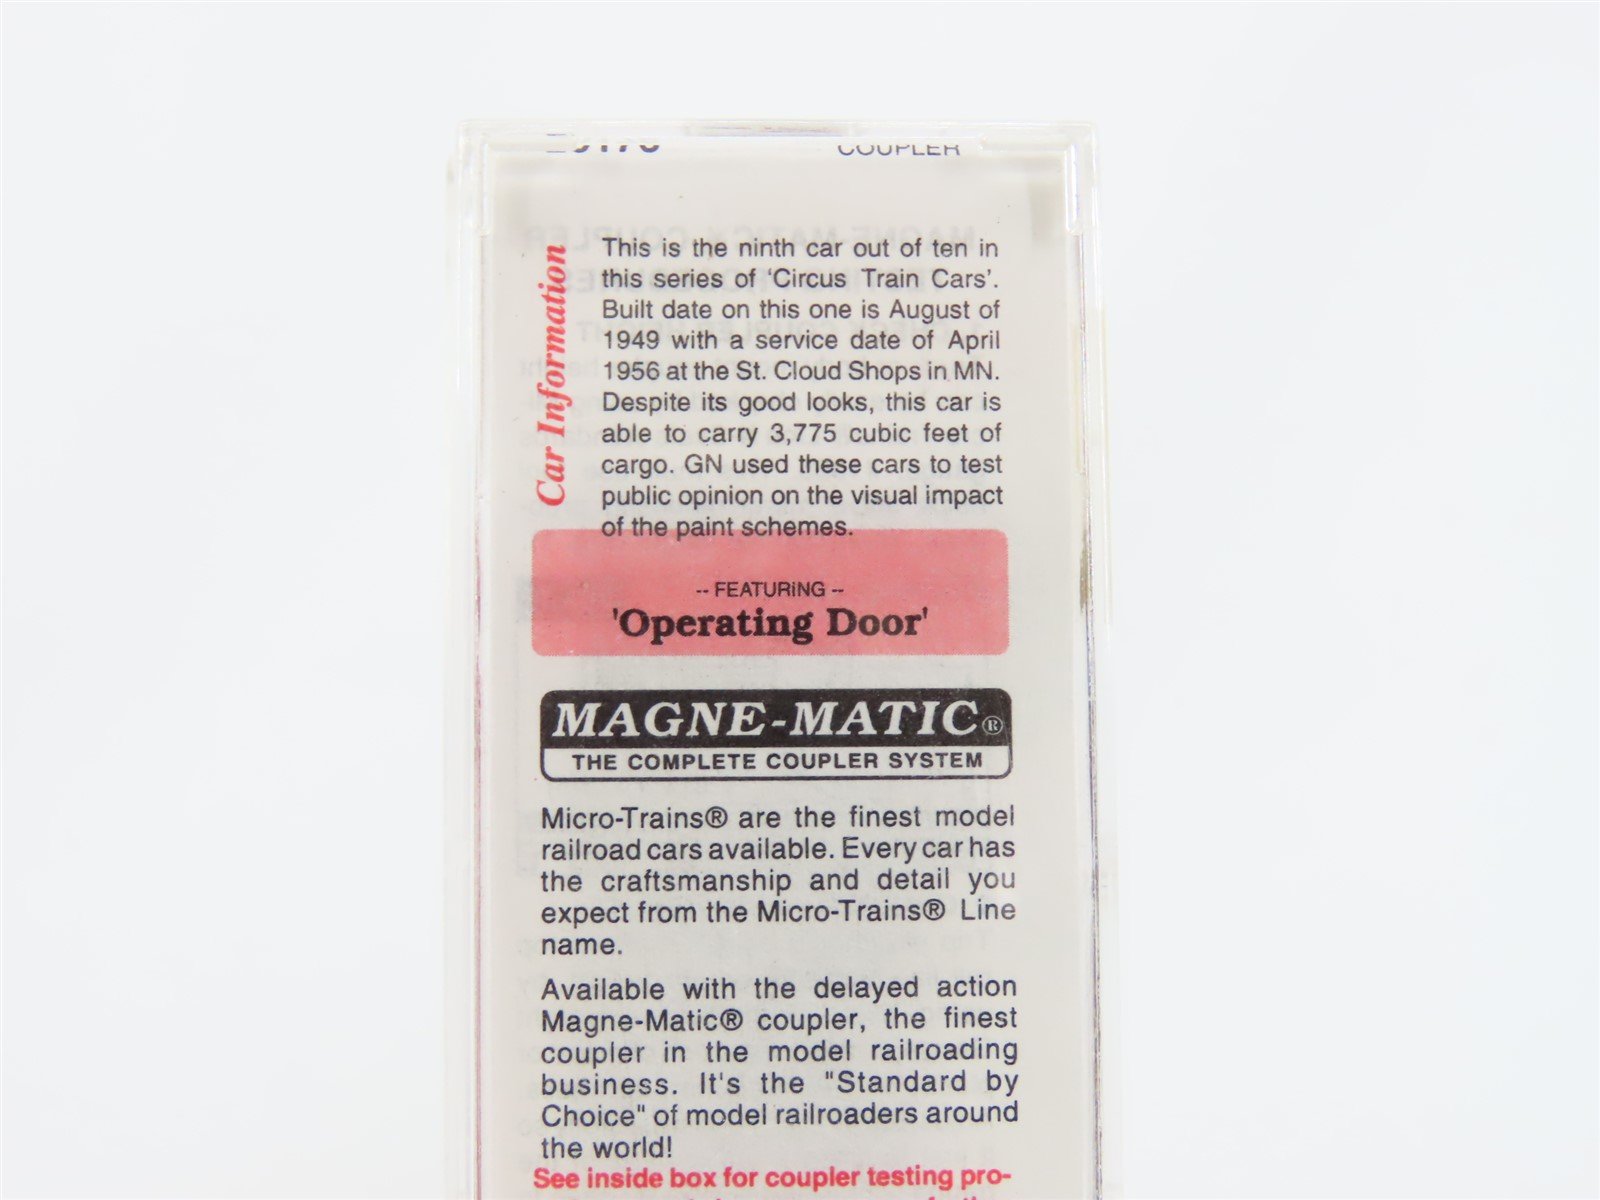 COUPLER
Car Information
This is the ninth car out of ten in
this series of ‘Circus Train Cars’.
Built date on this one is August of
1949 with a service date of April
1956 at the St. Cloud Shops in MN.
Despite its good looks, this car is
able to carry 3,775 cubic feet of
cargo. GN used these cars to test
public opinion on the visual impact
of the paint schemes.
-- FEATURING --
'Operating Door'
MAGNE-MATIC®
THE COMPLETE COUPLER SYSTEM
Micro-Trains® are the finest model
railroad cars available. Every car has
the craftsmanship and detail you
expect from the Micro-Trains® Line
name.
Available with the delayed action
Magne-Matic® coupler, the finest
coupler in the model railroading
business. It's the "Standard by
Choice" of model railroaders around
the world!
See inside box for coupler testing pro-